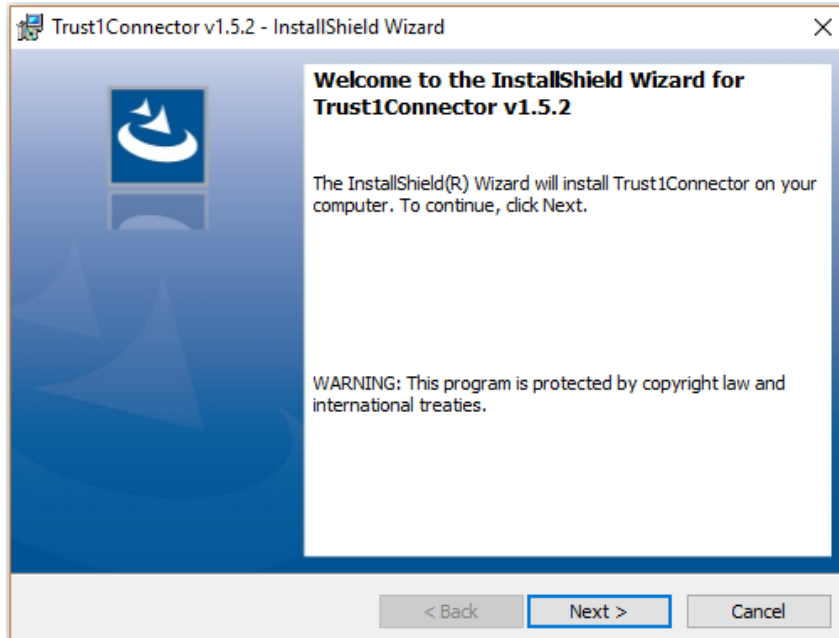 Trust1Connector v1.5.2 - InstallShield Wizard
Welcome to the InstallShield Wizard for
Trust1Connector v1.5.2
The InstallShield(R) Wizard will install Trust1Connector on your
computer. To continue, click Next.
WARNING: This program is protected by copyright law and
international treaties.
< Back Next > Cancel